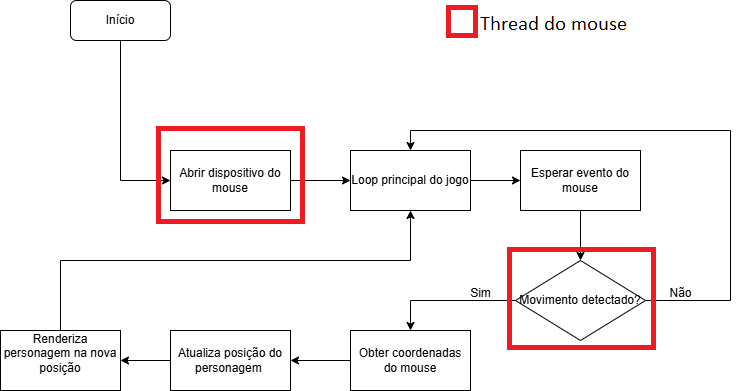 Início
Thread do mouse
Abrir dispositivo do
mouse
Loop principal do jogo
Esperar evento do
mouse
Sim
Movimento detectado?
Não
Renderiza
personagem na nova
posição
Atualiza posição do
personagem
Obter coordenadas
do mouse